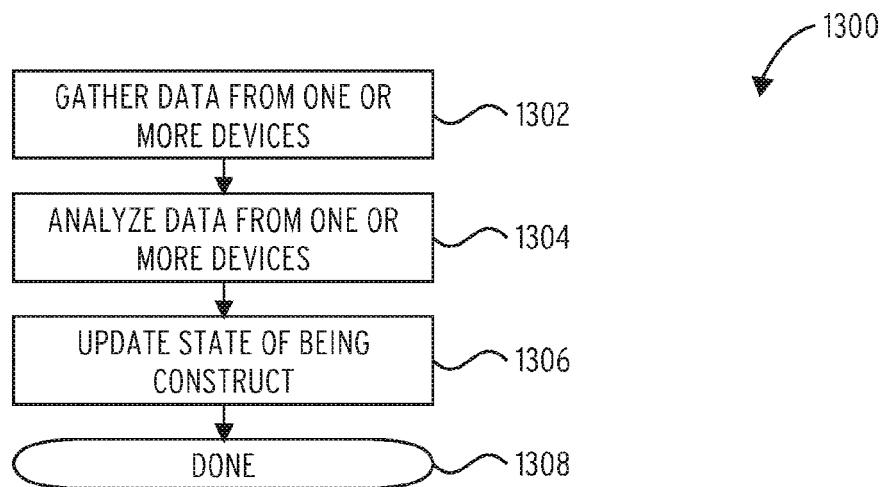 1300
GATHER DATA FROM ONE OR
MORE DEVICES
1302
ANALYZE DATA FROM ONE OR
MORE DEVICES
1304
UPDATE STATE OF BEING
CONSTRUCT
1306
DONE
1308